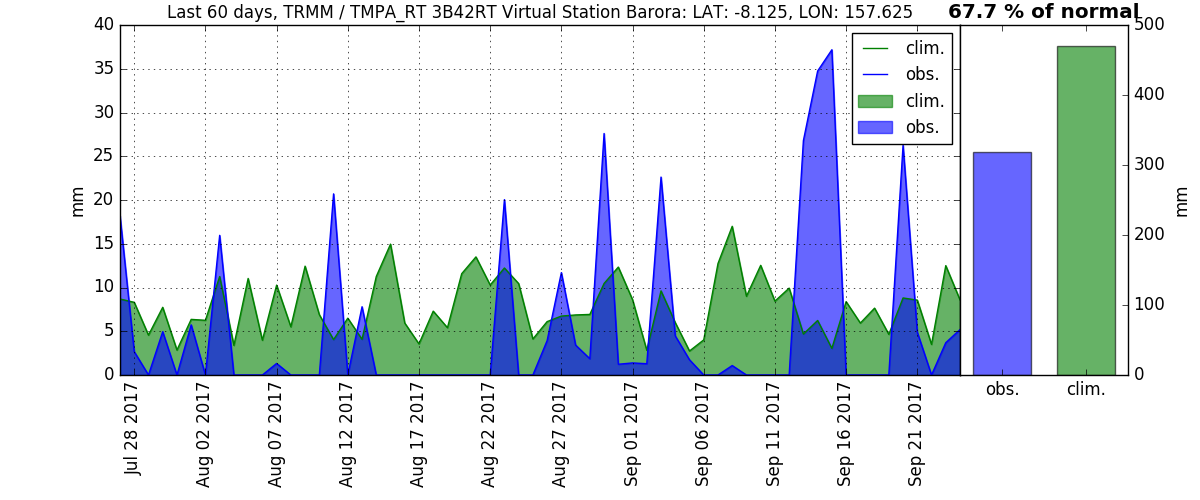 Last 60 days, TRMM / TMPA_RT 3B42RT Virtual Station Barora: LAT: -8.125, LON: 157.625
67.7 % of normal
40
35
30
25
20
15
10
5
0
mm
clim.
obs.
clim.
obs.
500
400
300
200
100
0
mm
Jul 28 2017
Aug 02 2017
Aug 07 2017
Aug 12 2017
Aug 17 2017
Aug 22 2017
Aug 27 2017
Sep 01 2017
Sep 06 2017
Sep 11 2017
Sep 16 2017
Sep 21 2017
obs.
clim.